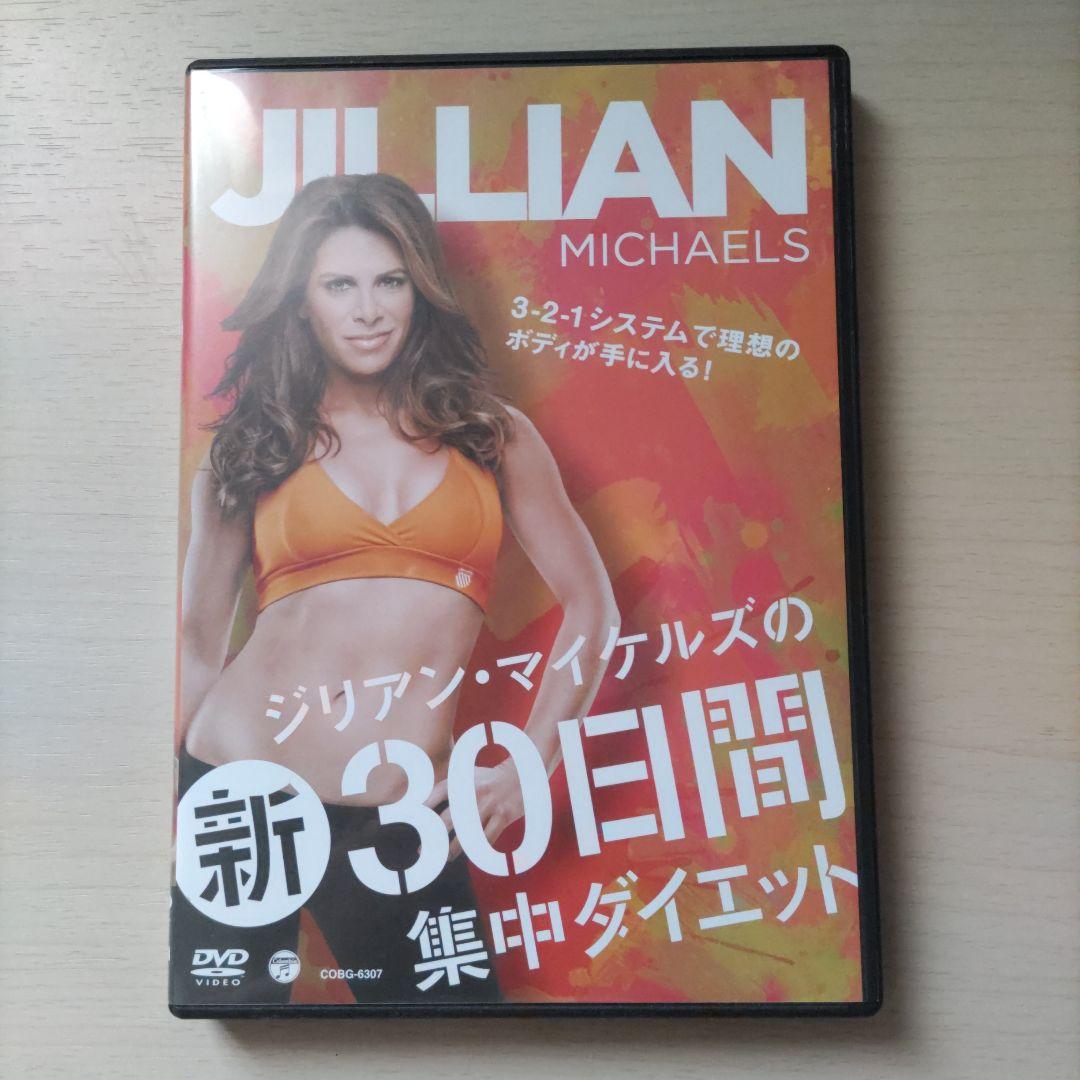 JILLIAN
MICHAELS
3-2-1システムで理想の
ボディが手に入る!
ジリアン・マイケルズの
新 30日間
集中ダイエット
DVD
VIDEO
Columbia
COBG-6307